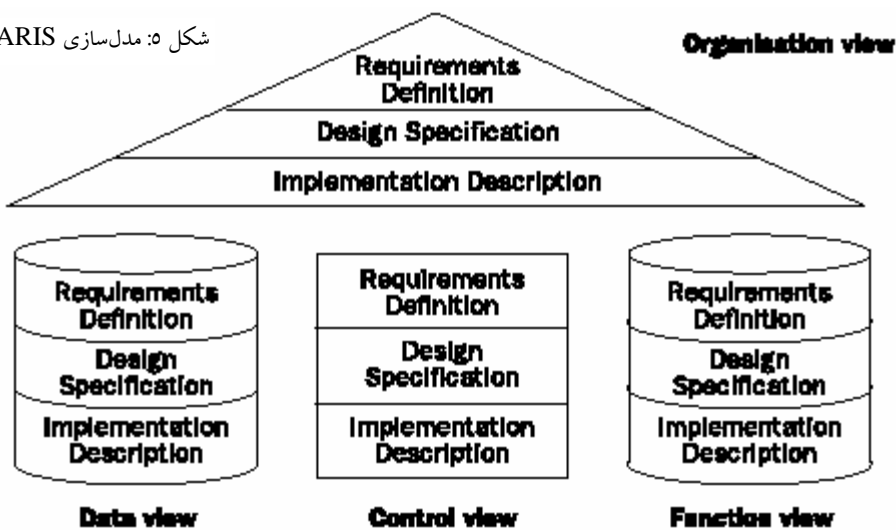 شکل ۵: مدل‌سازی ARIS
Organisation view
Requirements
Definition
Design Specification
Implementation Description
Requirements
Definition
Design
Specification
Implementation
Description
Data view
Requirements
Definition
Design
Specification
Implementation
Description
Control view
Requirements
Definition
Design
Specification
Implementation
Description
Function view